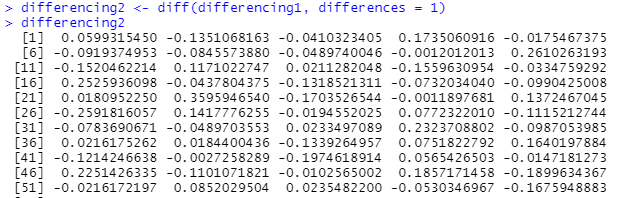 > differencing2 <- diff(differencing1, differences = 1)
> differencing2
[1] 0.0599315450 -0.1351068163 -0.0410323405 0.1735060916 -0.0175467375
[6] -0.0919374953 -0.0845573880 -0.0489740046 -0.0012012013 0.2610263193
[11] -0.1520462214 0.1171022747 0.0211282048 -0.1559630954 -0.0334759292
[16] 0.2525936098 -0.0437804375 -0.1318521311 -0.0732034040 -0.0990425008
[21] 0.0180952250 0.3595946540 -0.1703526544 -0.0011897681 0.1372467045
[26] -0.2591816057 0.1417776255 -0.0194552025 0.0772322010 -0.1115212744
[31] -0.0783690671 -0.0489703553 0.0233497089 0.2323708802 -0.0987053985
[36] 0.0216175262 0.0184400436 -0.1339264957 0.0751822792 0.1640197884
[41] -0.1214246638 -0.0027258289 -0.1974618914 0.0566426503 -0.0147181273
[46] 0.2251426335 -0.1101071821 -0.0102565002 0.1857171458 -0.1899634367
[51] -0.0216172197 0.0852029504 0.0235482200 -0.0530346967 -0.1675948883